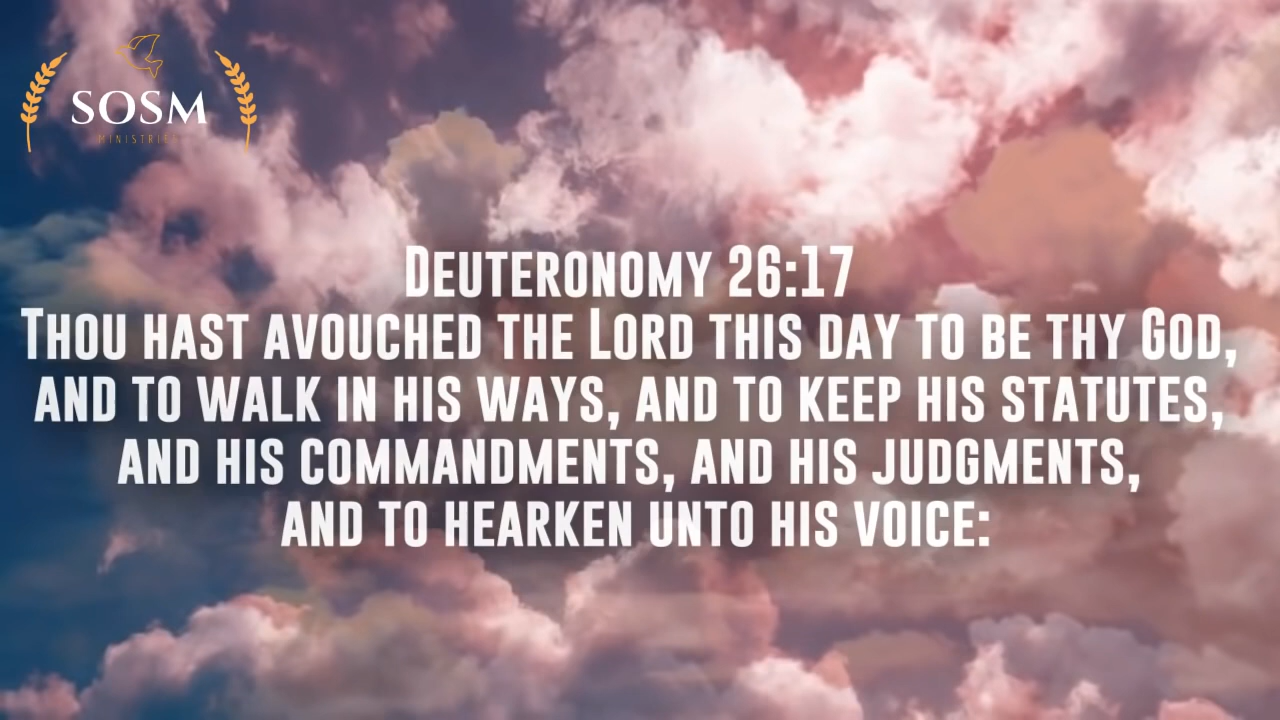 SOSM
MINISTRIES
Deuteronomy 26:17
Thou hast avouched the Lord this day to be thy God,
and to walk in his ways, and to keep his statutes,
and his commandments, and his judgments,
and to hearken unto his voice: